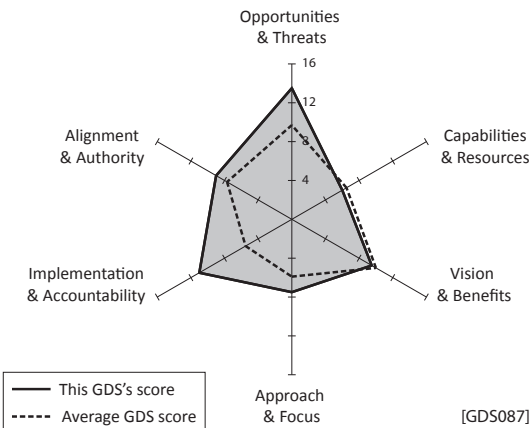 Opportunities
& Threats
16
12
8
4
Alignment
& Authority
Capabilities
& Resources
Implementation
& Accountability
Vision
& Benefits
Approach
& Focus
This GDS's score
Average GDS score
[GDS087]